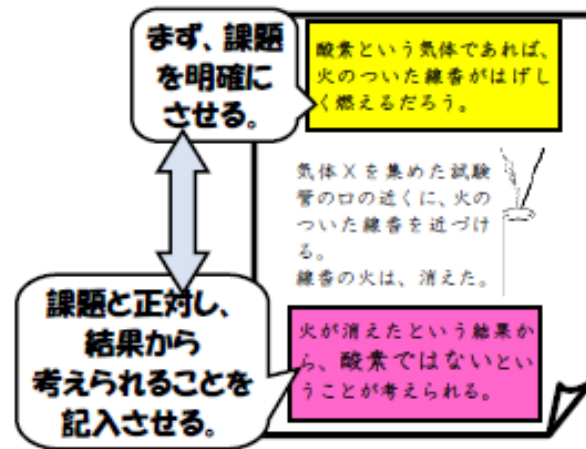 まず、課題
を明確に
させる。
酸素という気体であれば、
火のついた線香がはげし
く燃えるだろう。
気体Xを集めた試験
管の口の近くに、火の
ついた線香を近づけ
る。
線香の火は、消えた。
課題と正対し、
結果から
考えられることを
記入させる。
火が消えたという結果か
ら、酸素ではないとい
うことが考えられる。